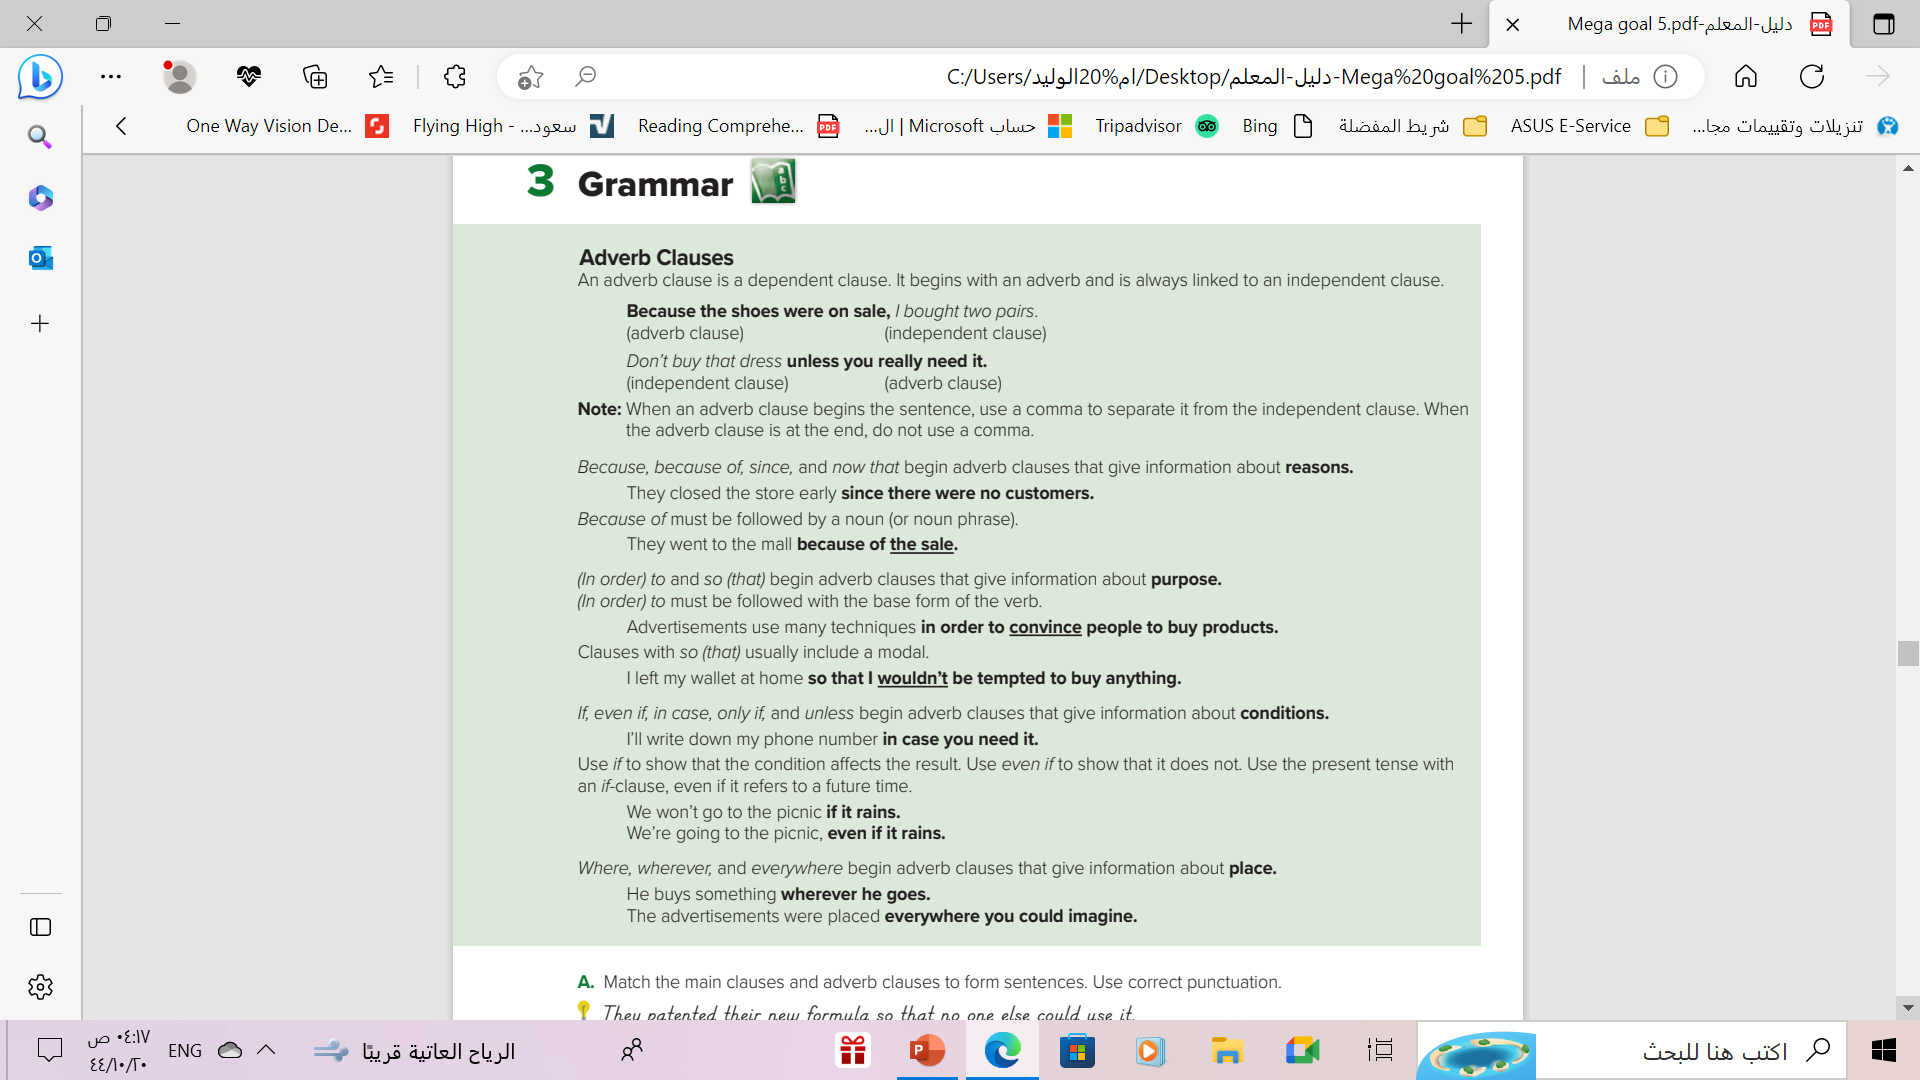 Mega goal 5.pdf-دليل-المعلم
C:/Users/ام%20الوليد/Desktop/دليل-المعلم-Mega%20goal%205.pdf
ملف
One Way Vision De...
Flying High - سعود...
Reading Comprehe...
حساب Microsoft | ال...
Tripadvisor
Bing
شريط المفضلة
ASUS E-Service
تنزيلات وتقييمات مجا...
3 Grammar
Adverb Clauses
An adverb clause is a dependent clause. It begins with an adverb and is always linked to an independent clause.
Because the shoes were on sale, I bought two pairs.
(adverb clause) (independent clause)
Don't buy that dress unless you really need it.
(independent clause) (adverb clause)
Note: When an adverb clause begins the sentence, use a comma to separate it from the independent clause. When
the adverb clause is at the end, do not use a comma.
Because, because of, since, and now that begin adverb clauses that give information about reasons.
They closed the store early since there were no customers.
Because of must be followed by a noun (or noun phrase).
They went to the mall because of the sale.
(In order) to and so (that) begin adverb clauses that give information about purpose.
(In order) to must be followed with the base form of the verb.
Advertisements use many techniques in order to convince people to buy products.
Clauses with so (that) usually include a modal.
I left my wallet at home so that I wouldn't be tempted to buy anything.
If, even if, in case, only if, and unless begin adverb clauses that give information about conditions.
I'll write down my phone number in case you need it.
Use if to show that the condition affects the result. Use even if to show that it does not. Use the present tense with
an if-clause, even if it refers to a future time.
We won't go to the picnic if it rains.
We're going to the picnic, even if it rains.
Where, wherever, and everywhere begin adverb clauses that give information about place.
He buys something wherever he goes.
The advertisements were placed everywhere you could imagine.
A. Match the main clauses and adverb clauses to form sentences. Use correct punctuation.
They patented their new formula so that no one else could use it.
٠٤:١٧ ص
٤٤/١٠/٢٠
ENG
الرياح العاتية قريبًا
اكتب هنا للبحث